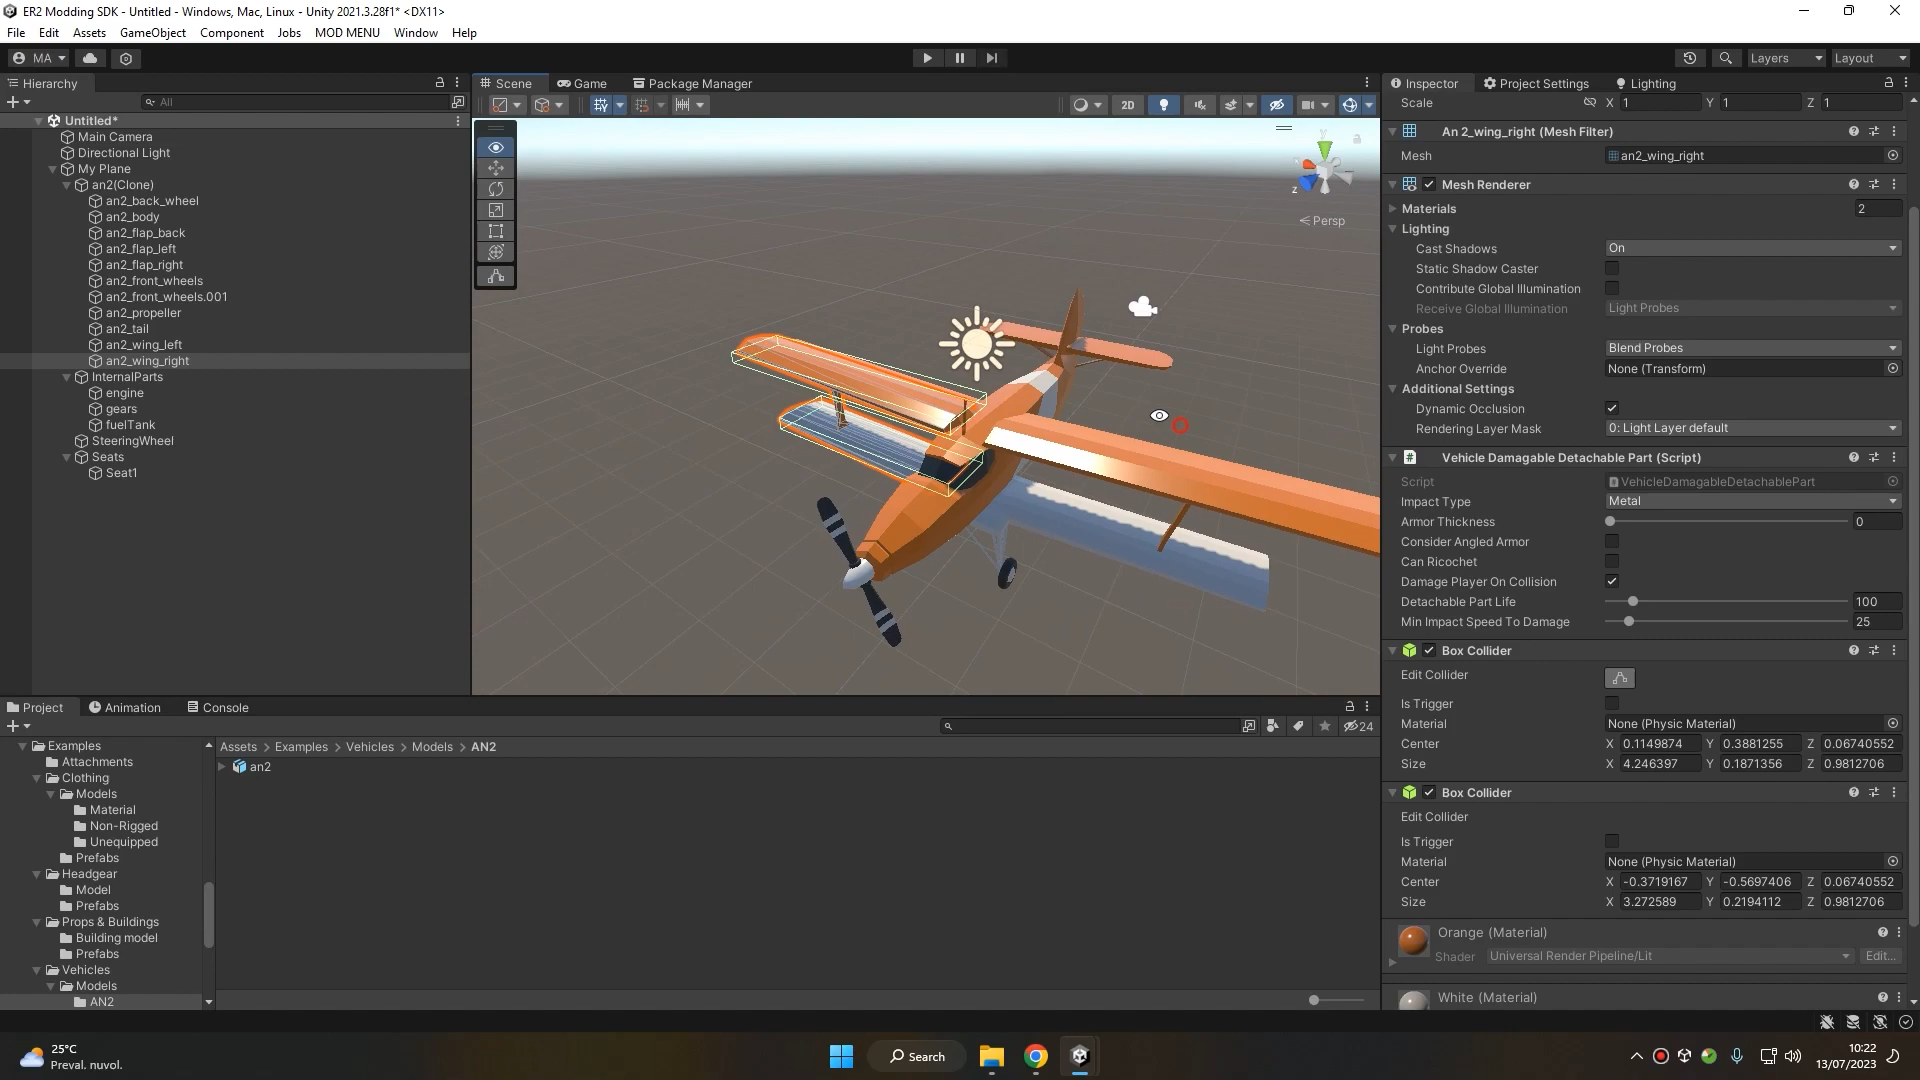 ER2 Modding SDK - Untitled - Windows, Mac, Linux - Unity 2021.3.28f1* <DX11>
File Edit Assets GameObject Component Jobs MOD MENU Window Help
MA Layers Layout
Hierarchy
All
Untitled*
Main Camera
Directional Light
My Plane
an2(Clone)
an2_back_wheel
an2_body
an2_flap_back
an2_flap_left
an2_flap_right
an2_front_wheels
an2_front_wheels.001
an2_propeller
an2_tail
an2_wing_left
an2_wing_right
InternalParts
engine
gears
fuelTank
SteeringWheel
Seats
Seat1
Scene Game Package Manager
2D
y
z
Persp
Inspector Project Settings Lighting
Scale X 1 Y 1 Z 1
An 2_wing_right (Mesh Filter)
Mesh an2_wing_right
Mesh Renderer
Materials 2
Lighting
Cast Shadows On
Static Shadow Caster
Contribute Global Illumination
Receive Global Illumination Light Probes
Probes
Light Probes Blend Probes
Anchor Override None (Transform)
Additional Settings
Dynamic Occlusion
Rendering Layer Mask 0: Light Layer default
Vehicle Damagable Detachable Part (Script)
Script VehicleDamagableDetachablePart
Impact Type Metal
Armor Thickness 0
Consider Angled Armor
Can Ricochet
Damage Player On Collision
Detachable Part Life 100
Min Impact Speed To Damage 25
Box Collider
Edit Collider
Is Trigger
Material None (Physic Material)
Center X 0.1149874 Y 0.3881255 Z 0.06740552
Size X 4.246397 Y 0.1871356 Z 0.9812706
Box Collider
Edit Collider
Is Trigger
Material None (Physic Material)
Center X -0.3719167 Y -0.5697406 Z 0.06740552
Size X 3.272589 Y 0.2194112 Z 0.9812706
Orange (Material)
Shader Universal Render Pipeline/Lit Edit...
White (Material)
Project Animation Console
24
Examples
Attachments
Clothing
Models
Material
Non-Rigged
Unequipped
Prefabs
Headgear
Model
Prefabs
Props & Buildings
Building model
Prefabs
Vehicles
Models
AN2
Assets > Examples > Vehicles > Models > AN2
an2
25°C
Preval. nuvol.
Search
10:22
13/07/2023